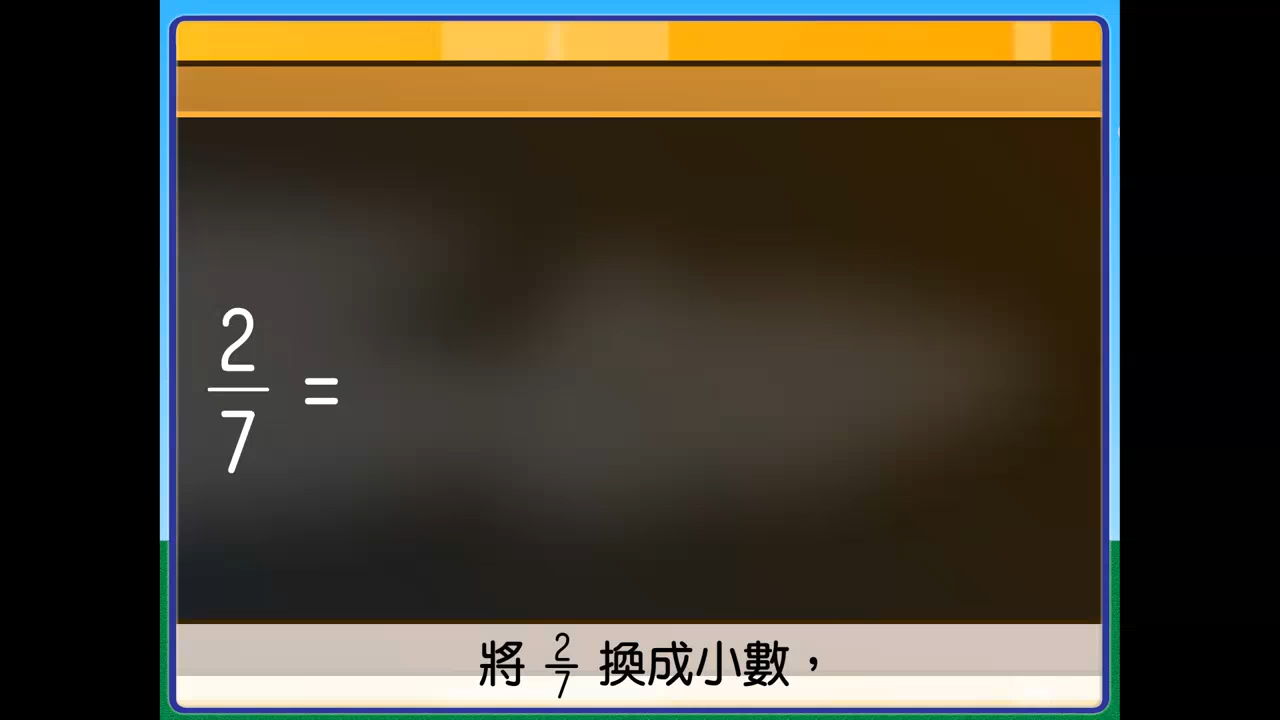 2/7 =
將 2/7 換成小數，